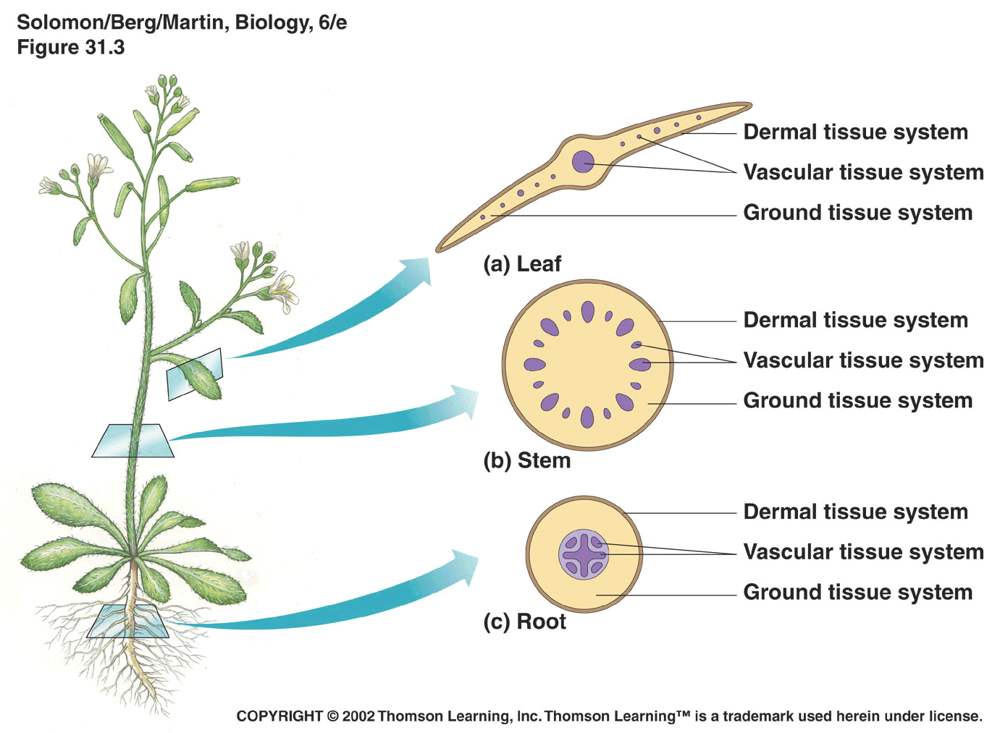 Solomon/Berg/Martin, Biology, 6/e
Figure 31.3
Dermal tissue system
Vascular tissue system
Ground tissue system
(a) Leaf
Dermal tissue system
Vascular tissue system
Ground tissue system
(b) Stem
Dermal tissue system
Vascular tissue system
Ground tissue system
(c) Root
COPYRIGHT © 2002 Thomson Learning, Inc. Thomson Learning™ is a trademark used herein under license.